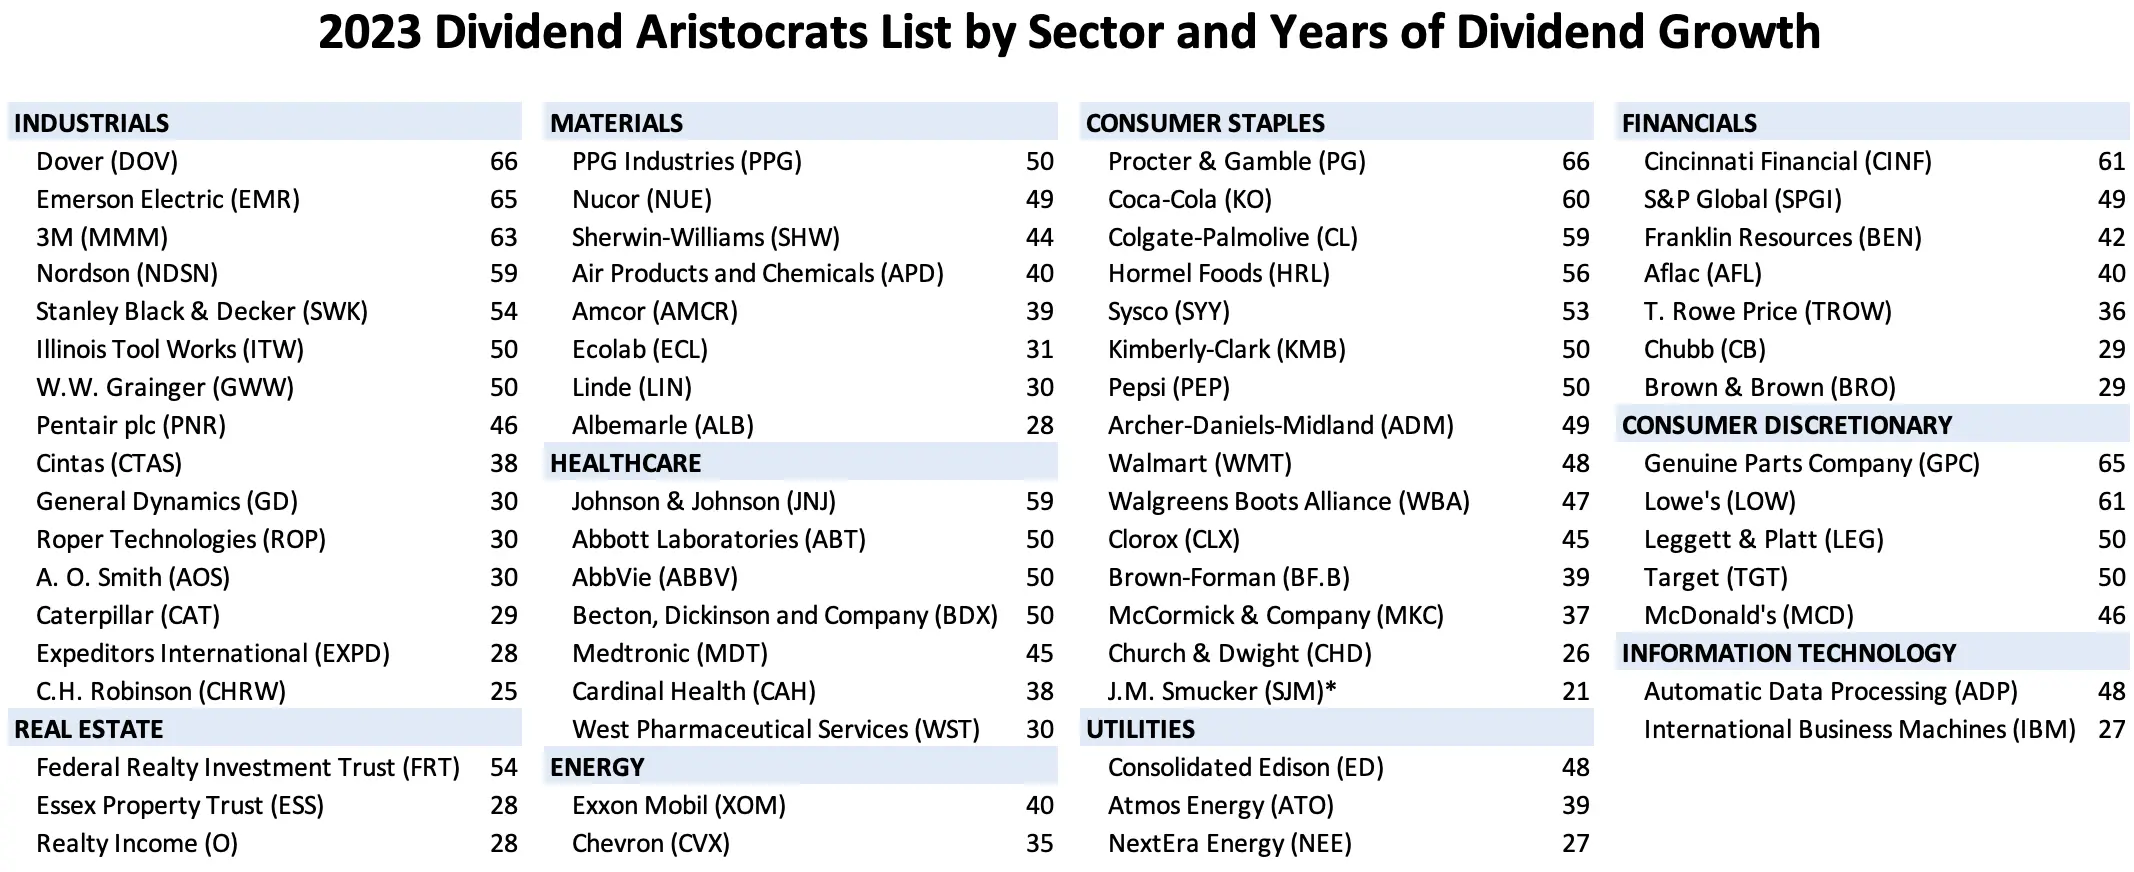 2023 Dividend Aristocrats List by Sector and Years of Dividend Growth
INDUSTRIALS
Dover (DOV) 66
Emerson Electric (EMR) 65
3M (MMM) 63
Nordson (NDSN) 59
Stanley Black & Decker (SWK) 54
Illinois Tool Works (ITW) 50
W.W. Grainger (GWW) 50
Pentair plc (PNR) 46
Cintas (CTAS) 38
General Dynamics (GD) 30
Roper Technologies (ROP) 30
A. O. Smith (AOS) 30
Caterpillar (CAT) 29
Expeditors International (EXPD) 28
C.H. Robinson (CHRW) 25
REAL ESTATE
Federal Realty Investment Trust (FRT) 54
Essex Property Trust (ESS) 28
Realty Income (O) 28
MATERIALS
PPG Industries (PPG) 50
Nucor (NUE) 49
Sherwin-Williams (SHW) 44
Air Products and Chemicals (APD) 40
Amcor (AMCR) 39
Ecolab (ECL) 31
Linde (LIN) 30
Albemarle (ALB) 28
HEALTHCARE
Johnson & Johnson (JNJ) 59
Abbott Laboratories (ABT) 50
AbbVie (ABBV) 50
Becton, Dickinson and Company (BDX) 50
Medtronic (MDT) 45
Cardinal Health (CAH) 38
West Pharmaceutical Services (WST) 30
ENERGY
Exxon Mobil (XOM) 40
Chevron (CVX) 35
CONSUMER STAPLES
Procter & Gamble (PG) 66
Coca-Cola (KO) 60
Colgate-Palmolive (CL) 59
Hormel Foods (HRL) 56
Sysco (SYY) 53
Kimberly-Clark (KMB) 50
Pepsi (PEP) 50
Archer-Daniels-Midland (ADM) 49
Walmart (WMT) 48
Walgreens Boots Alliance (WBA) 47
Clorox (CLX) 45
Brown-Forman (BF.B) 39
McCormick & Company (MKC) 37
Church & Dwight (CHD) 26
J.M. Smucker (SJM)* 21
UTILITIES
Consolidated Edison (ED) 48
Atmos Energy (ATO) 39
NextEra Energy (NEE) 27
FINANCIALS
Cincinnati Financial (CINF) 61
S&P Global (SPGI) 49
Franklin Resources (BEN) 42
Aflac (AFL) 40
T. Rowe Price (TROW) 36
Chubb (CB) 29
Brown & Brown (BRO) 29
CONSUMER DISCRETIONARY
Genuine Parts Company (GPC) 65
Lowe's (LOW) 61
Leggett & Platt (LEG) 50
Target (TGT) 50
McDonald's (MCD) 46
INFORMATION TECHNOLOGY
Automatic Data Processing (ADP) 48
International Business Machines (IBM) 27